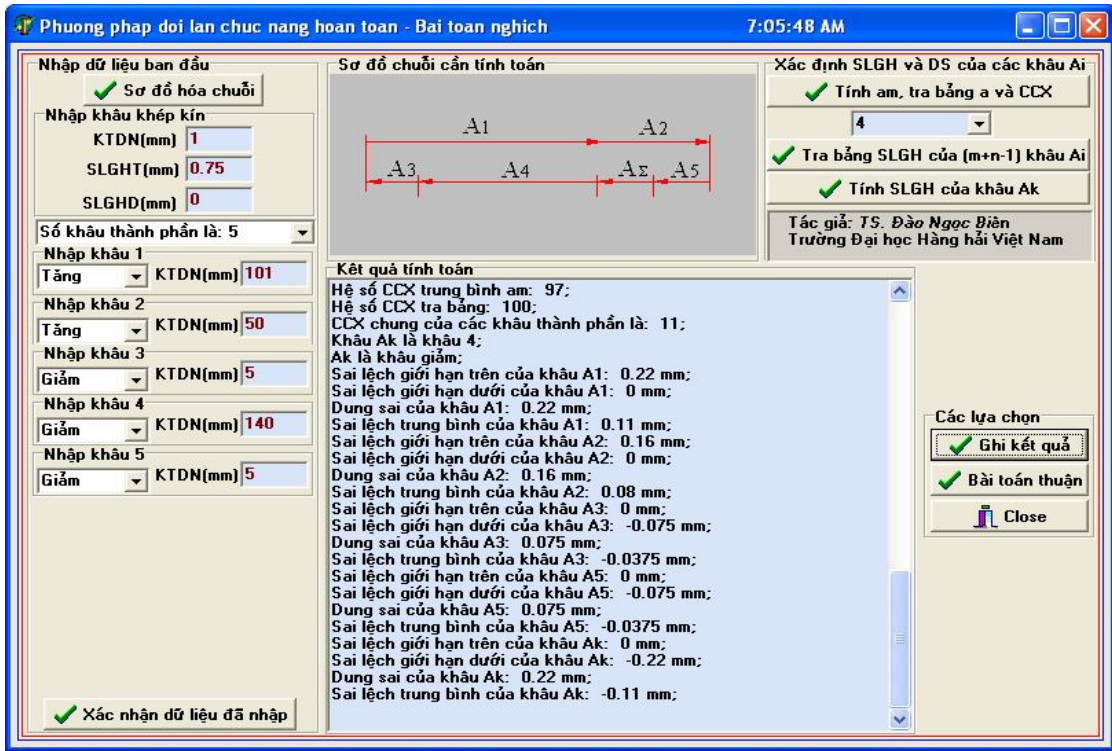 Phuong phap doi lan chuc nang hoan toan - Bai toan nghich 7:05:48 AM
Nhập dữ liệu ban đầu
Sơ đồ hóa chuỗi
Nhập khâu khép kín
KTDN(mm) 1
SLGHT(mm) 0.75
SLGHD(mm) 0
Số khâu thành phần là: 5
Nhập khâu 1
Tăng KTDN(mm) 101
Nhập khâu 2
Tăng KTDN(mm) 50
Nhập khâu 3
Giảm KTDN(mm) 5
Nhập khâu 4
Giảm KTDN(mm) 140
Nhập khâu 5
Giảm KTDN(mm) 5
Xác nhận dữ liệu đã nhập
Sơ đồ chuỗi cần tính toán
A1 A2
A3 A4 AΣ A5
Kết quả tính toán
Hệ số CCX trung bình am: 97;
Hệ số CCX tra bảng: 100;
CCX chung của các khâu thành phần là: 11;
Khâu Ak là khâu 4;
Ak là khâu giảm;
Sai lệch giới hạn trên của khâu A1: 0.22 mm;
Sai lệch giới hạn dưới của khâu A1: 0 mm;
Dung sai của khâu A1: 0.22 mm;
Sai lệch trung bình của khâu A1: 0.11 mm;
Sai lệch giới hạn trên của khâu A2: 0.16 mm;
Sai lệch giới hạn dưới của khâu A2: 0 mm;
Dung sai của khâu A2: 0.16 mm;
Sai lệch trung bình của khâu A2: 0.08 mm;
Sai lệch giới hạn trên của khâu A3: 0 mm;
Sai lệch giới hạn dưới của khâu A3: -0.075 mm;
Dung sai của khâu A3: 0.075 mm;
Sai lệch trung bình của khâu A3: -0.0375 mm;
Sai lệch giới hạn trên của khâu A5: 0 mm;
Sai lệch giới hạn dưới của khâu A5: -0.075 mm;
Dung sai của khâu A5: 0.075 mm;
Sai lệch trung bình của khâu A5: -0.0375 mm;
Sai lệch giới hạn trên của khâu Ak: 0 mm;
Sai lệch giới hạn dưới của khâu Ak: -0.22 mm;
Dung sai của khâu Ak: 0.22 mm;
Sai lệch trung bình của khâu Ak: -0.11 mm;
Xác định SLGH và DS của các khâu Ai
Tính am, tra bảng a và CCX
4
Tra bảng SLGH của (m+n-1) khâu Ai
Tính SLGH của khâu Ak
Tác giả: TS. Đào Ngọc Biên
Trường Đại học Hàng hải Việt Nam
Các lựa chọn
Ghi kết quả
Bài toán thuận
Close